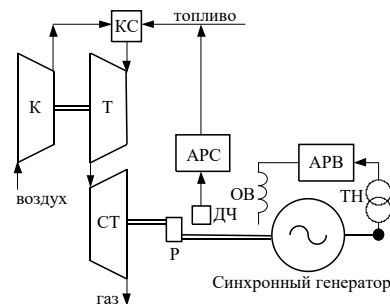 КС
топливо
К
Т
АРС
АРВ
ОВ
ТН
воздух
СТ
ДЧ
Р
Синхронный генератор
газ